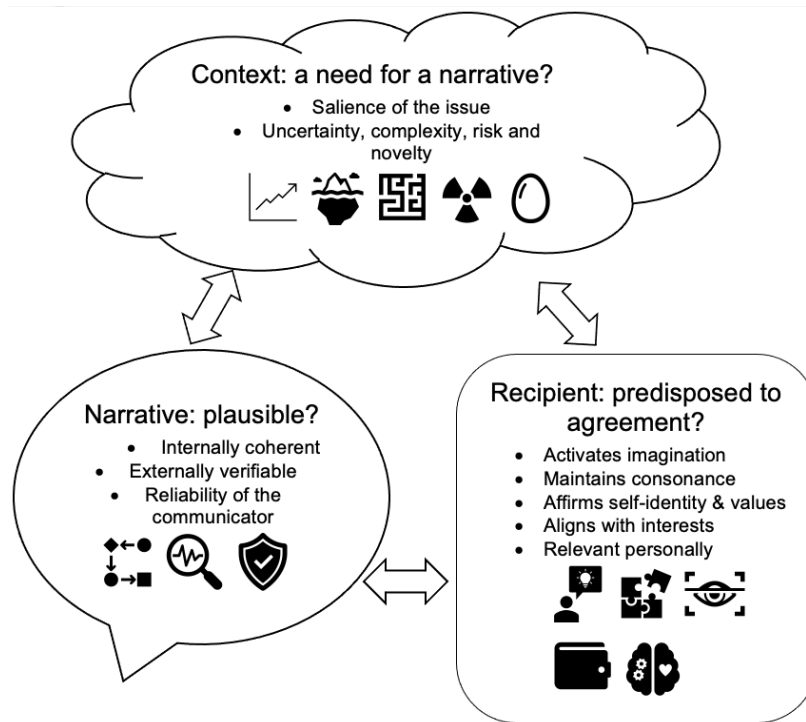 Context: a need for a narrative?
• Salience of the issue
• Uncertainty, complexity, risk and
novelty
Narrative: plausible?
• Internally coherent
• Externally verifiable
• Reliability of the
communicator
Recipient: predisposed to
agreement?
• Activates imagination
• Maintains consonance
• Affirms self-identity & values
• Aligns with interests
• Relevant personally